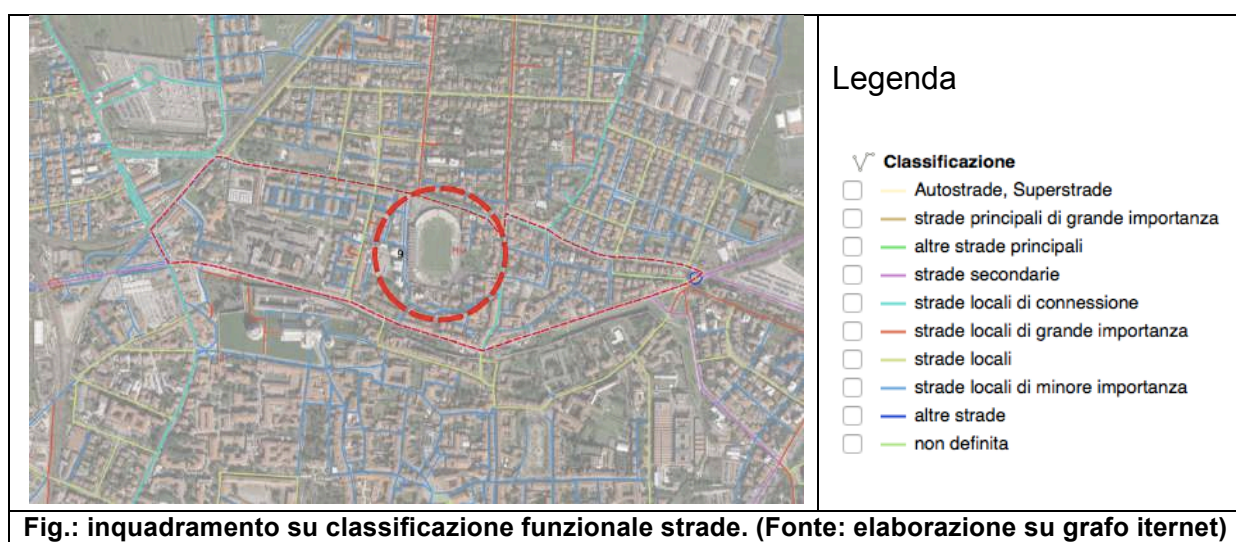 9
Legenda
Classificazione
Autostrade, Superstrade
strade principali di grande importanza
altre strade principali
strade secondarie
strade locali di connessione
strade locali di grande importanza
strade locali
strade locali di minore importanza
altre strade
non definita
Fig.: inquadramento su classificazione funzionale strade. (Fonte: elaborazione su grafo iternet)